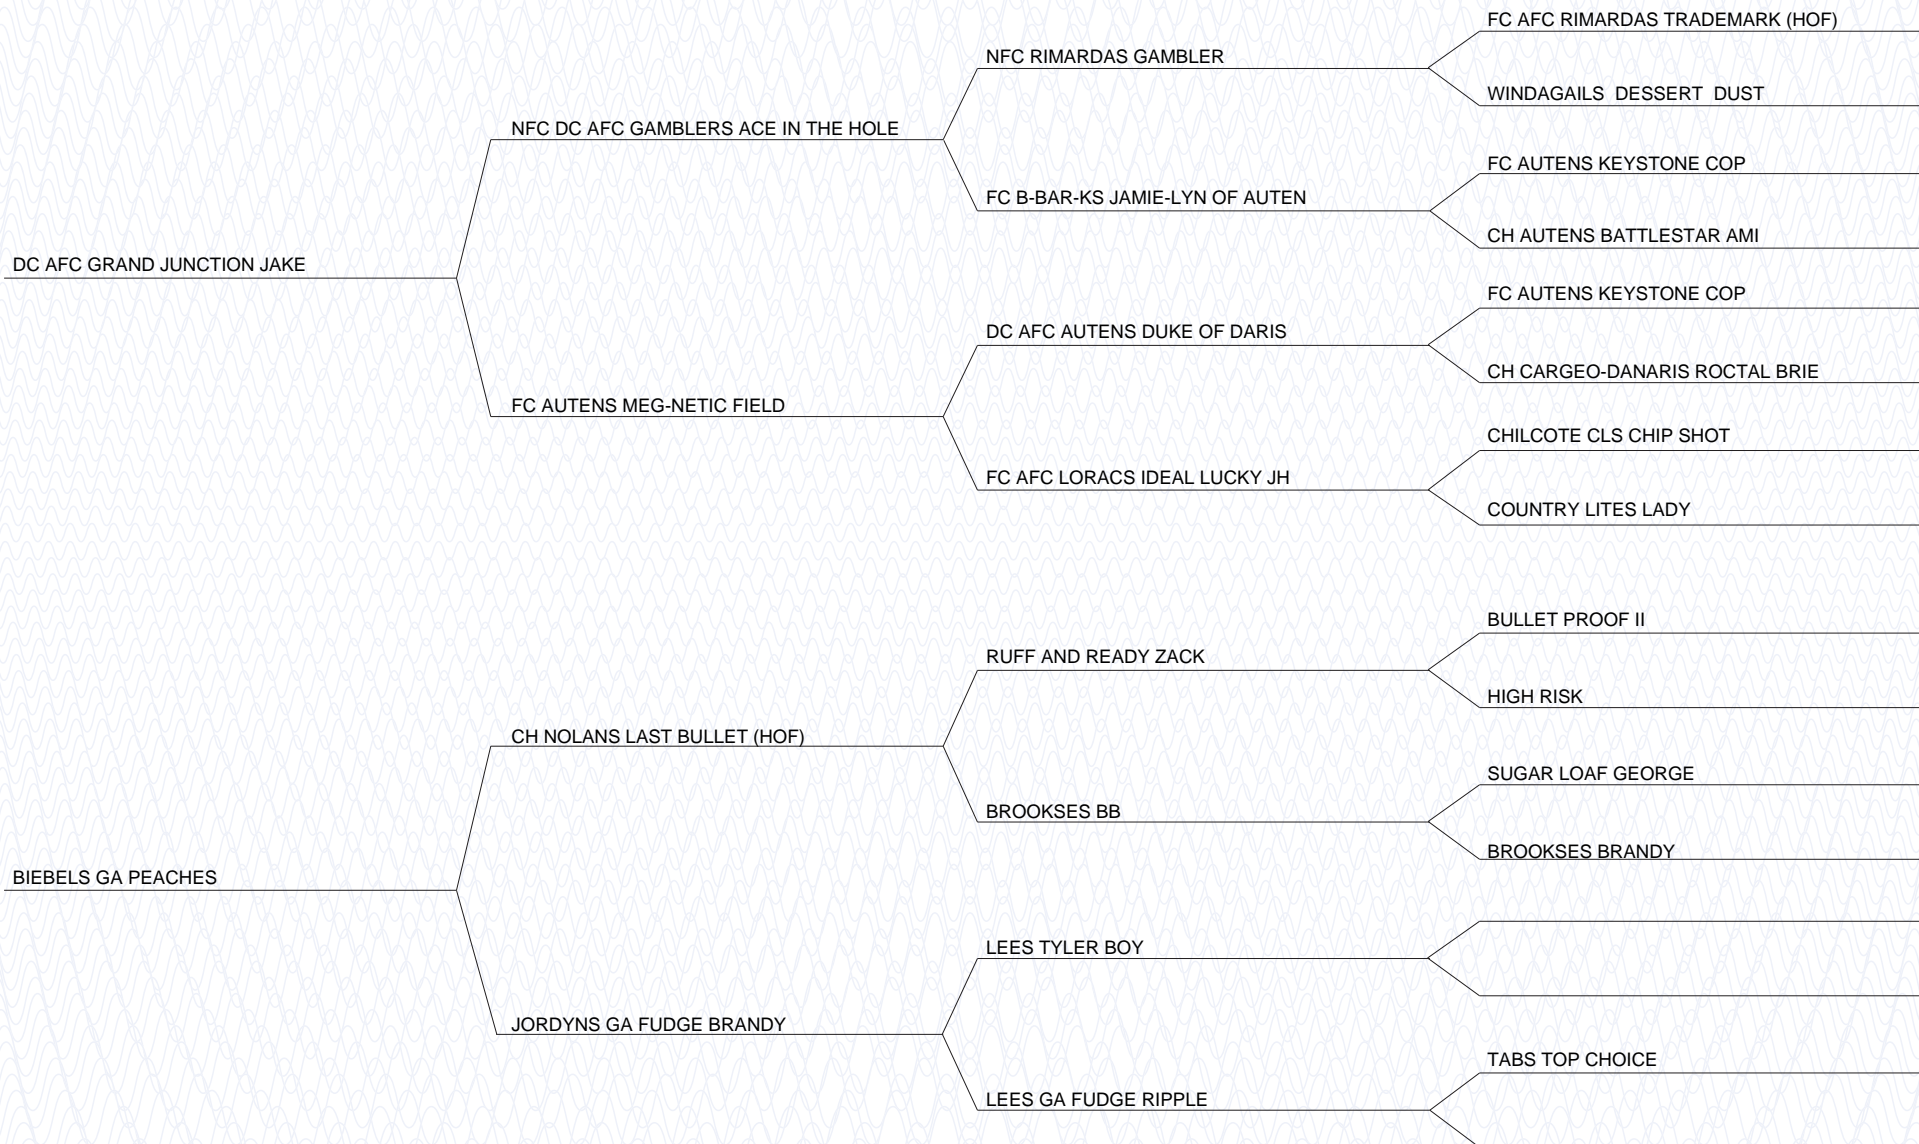 FC AFC RIMARDAS TRADEMARK (HOF)
NFC RIMARDAS GAMBLER
WINDAGAILS DESSERT DUST
NFC DC AFC GAMBLERS ACE IN THE HOLE
FC AUTENS KEYSTONE COP
FC B-BAR-KS JAMIE-LYN OF AUTEN
CH AUTENS BATTLESTAR AMI
DC AFC GRAND JUNCTION JAKE
FC AUTENS KEYSTONE COP
DC AFC AUTENS DUKE OF DARIS
CH CARGEO-DANARIS ROCTAL BRIE
FC AUTENS MEG-NETIC FIELD
CHILCOTE CLS CHIP SHOT
FC AFC LORACS IDEAL LUCKY JH
COUNTRY LITES LADY
BULLET PROOF II
RUFF AND READY ZACK
HIGH RISK
CH NOLANS LAST BULLET (HOF)
SUGAR LOAF GEORGE
BROOKSES BB
BROOKSES BRANDY
BIEBELS GA PEACHES
LEES TYLER BOY
JORDYNS GA FUDGE BRANDY
TABS TOP CHOICE
LEES GA FUDGE RIPPLE